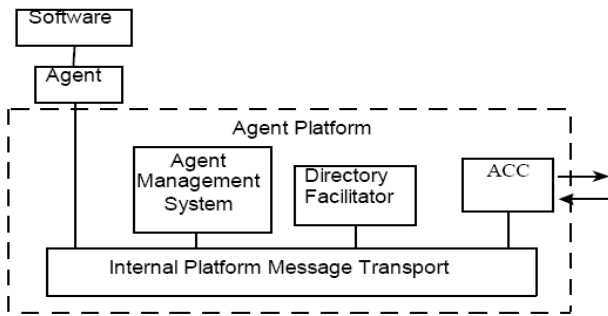 Software
Agent
Agent Platform
Agent
Management
System
Directory
Facilitator
ACC
Internal Platform Message Transport